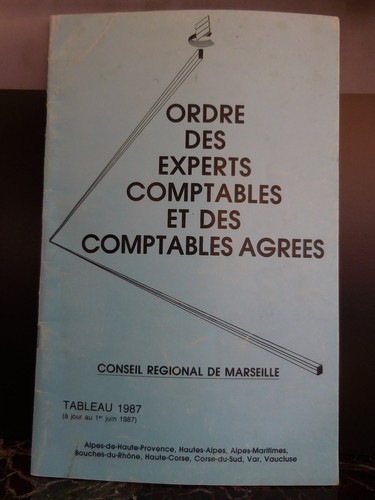 ORDRE
DES
EXPERTS
COMPTABLES
ET DES
COMPTABLES AGREES
CONSEIL REGIONAL DE MARSEILLE
TABLEAU 1987
(à jour au 1er juin 1987)
Alpes-de-Haute-Provence, Hautes-Alpes, Alpes-Maritimes,
Bouches-du-Rhône, Haute-Corse, Corse-du-Sud, Var, Vaucluse